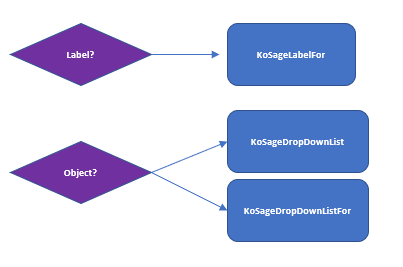 Label?
KoSageLabelFor
Object?
KoSageDropDownList
KoSageDropDownListFor